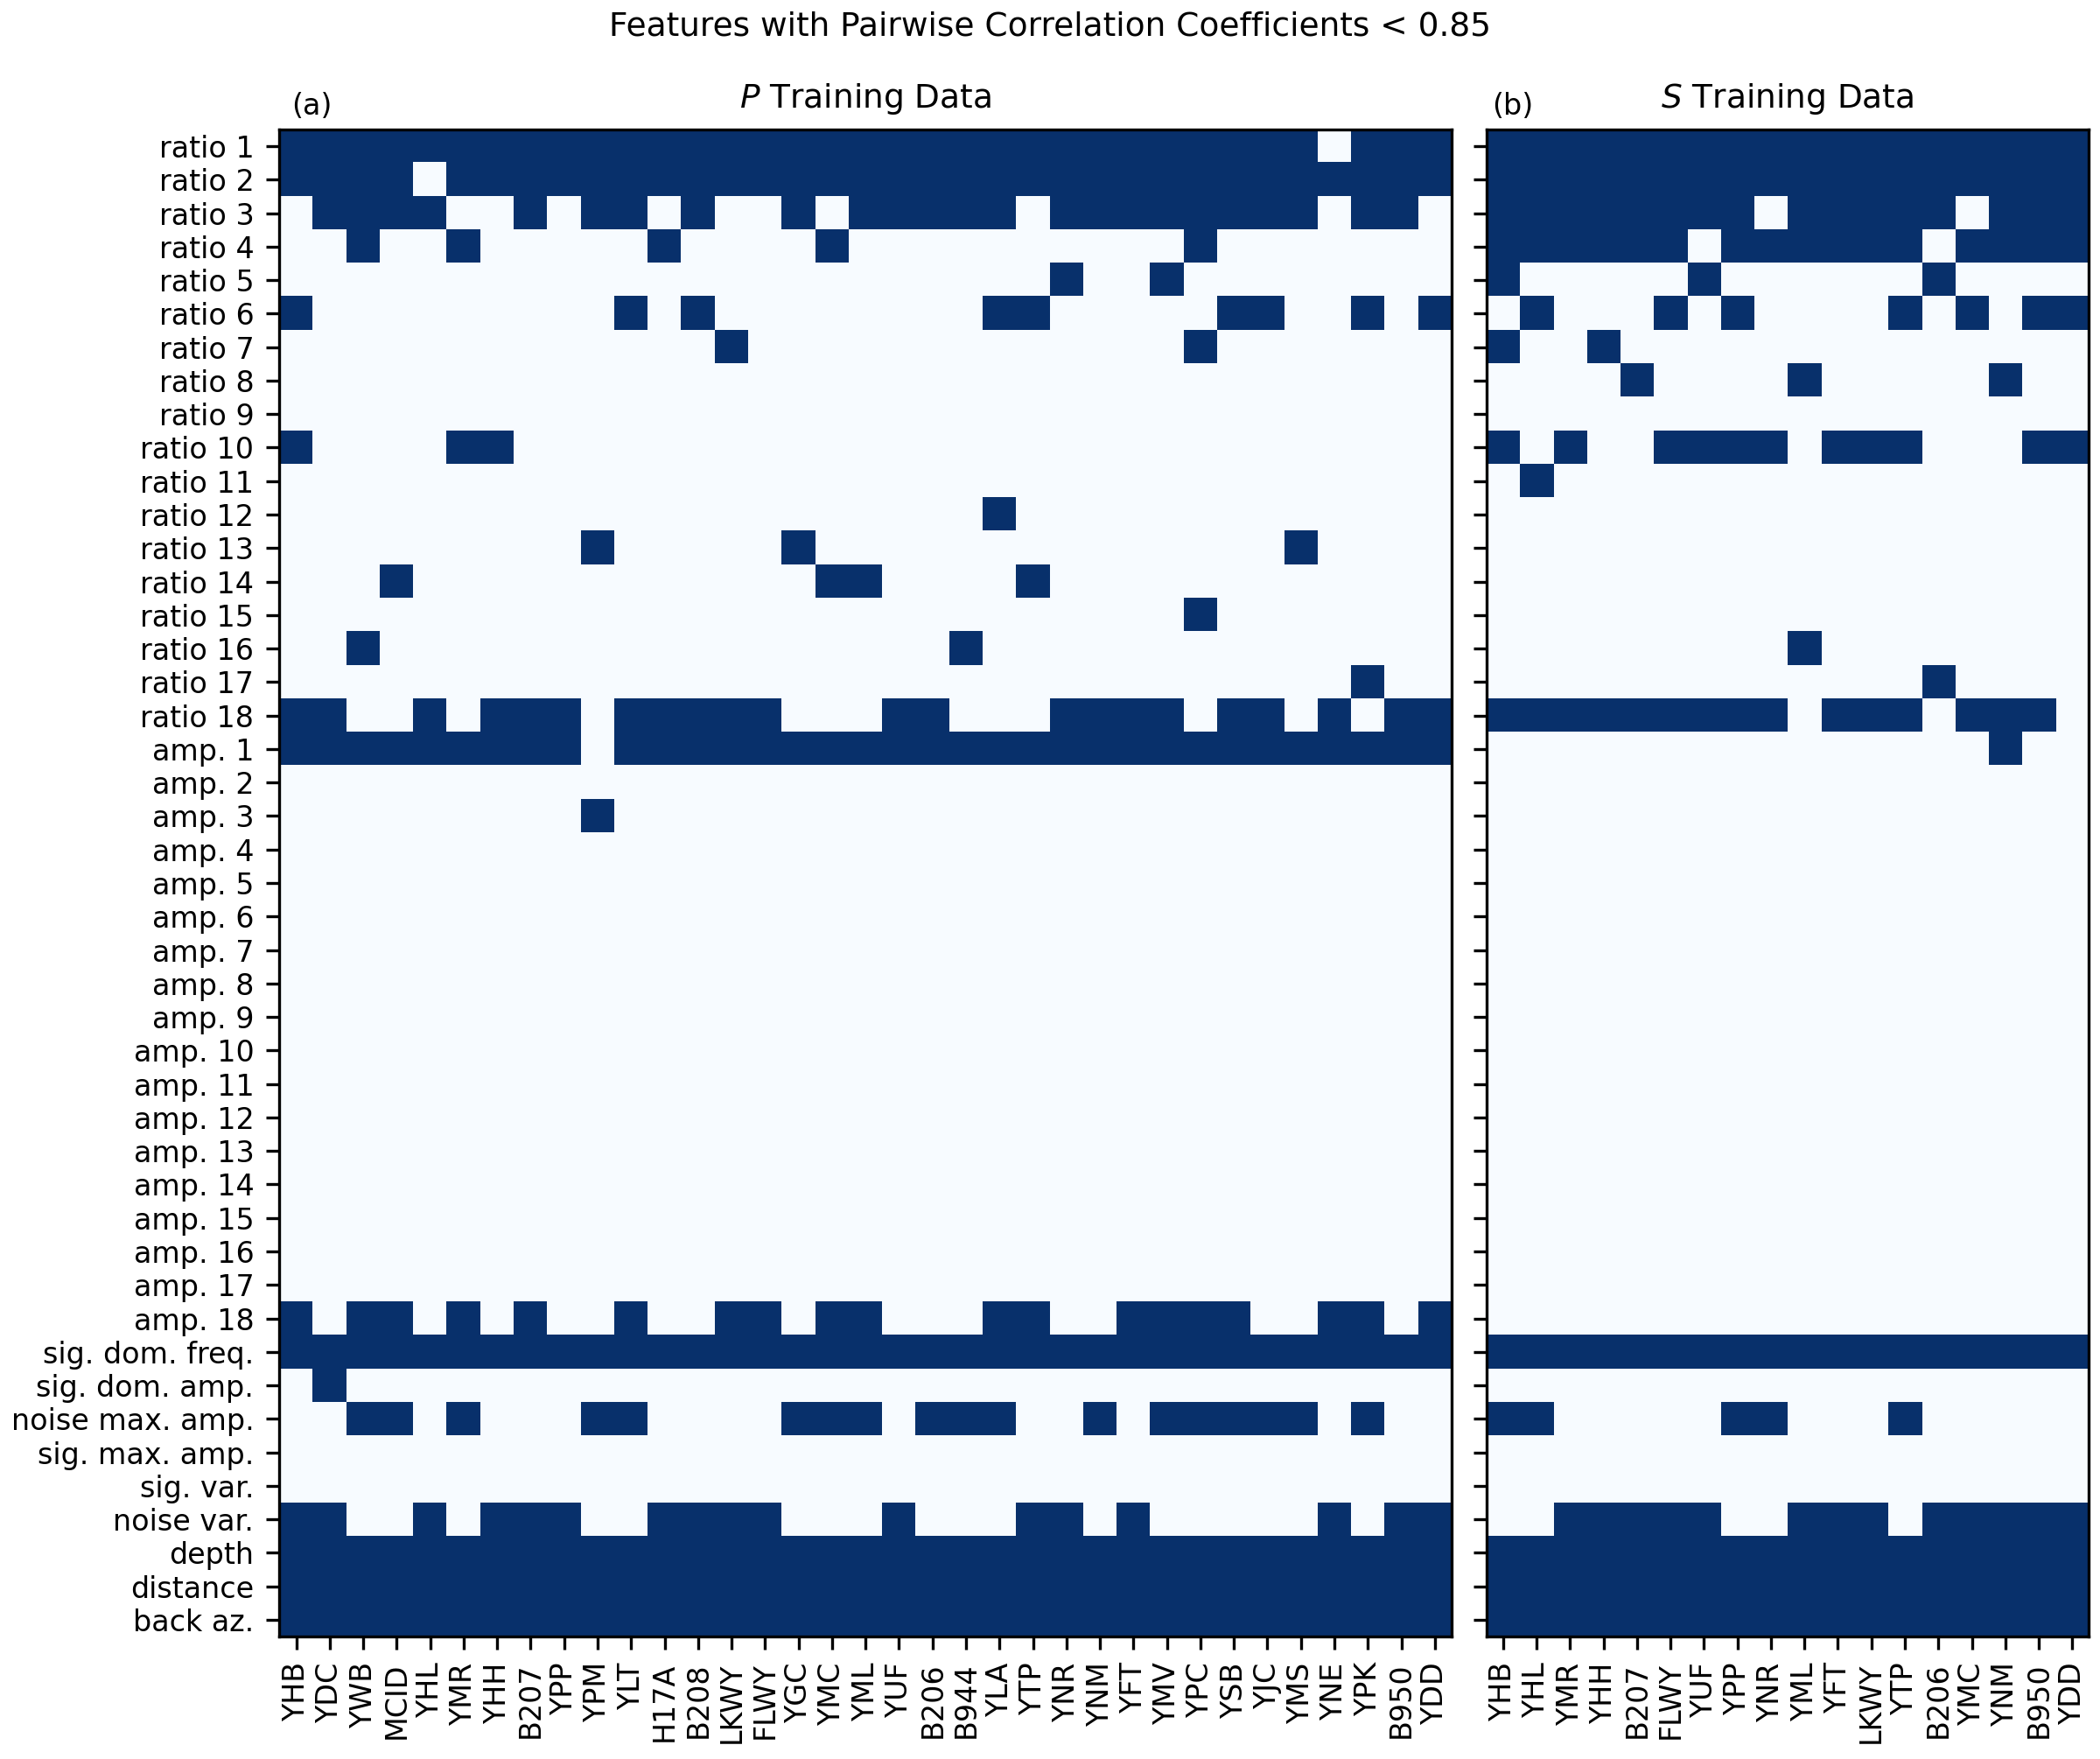 Features with Pairwise Correlation Coefficients < 0.85
(a)
P Training Data
(b)
S Training Data
ratio 1
ratio 2
ratio 3
ratio 4
ratio 5
ratio 6
ratio 7
ratio 8
ratio 9
ratio 10
ratio 11
ratio 12
ratio 13
ratio 14
ratio 15
ratio 16
ratio 17
ratio 18
amp. 1
amp. 2
amp. 3
amp. 4
amp. 5
amp. 6
amp. 7
amp. 8
amp. 9
amp. 10
amp. 11
amp. 12
amp. 13
amp. 14
amp. 15
amp. 16
amp. 17
amp. 18
sig. dom. freq.
sig. dom. amp.
noise max. amp.
sig. max. amp.
sig. var.
noise var.
depth
distance
back az.
YHB
YDC
YWB
MCID
YHL
YMR
YHH
B207
YPP
YPM
YLT
H17A
B208
LKWY
FLWY
YGC
YMC
YML
YUF
B206
B944
YLA
YTP
YNR
YNM
YFT
YMV
YPC
YSB
YJC
YMS
YNE
YPK
B950
YDD
YHB
YHL
YMR
YHH
B207
FLWY
YUF
YPP
YNR
YML
YFT
LKWY
YTP
B206
YMC
YNM
B950
YDD